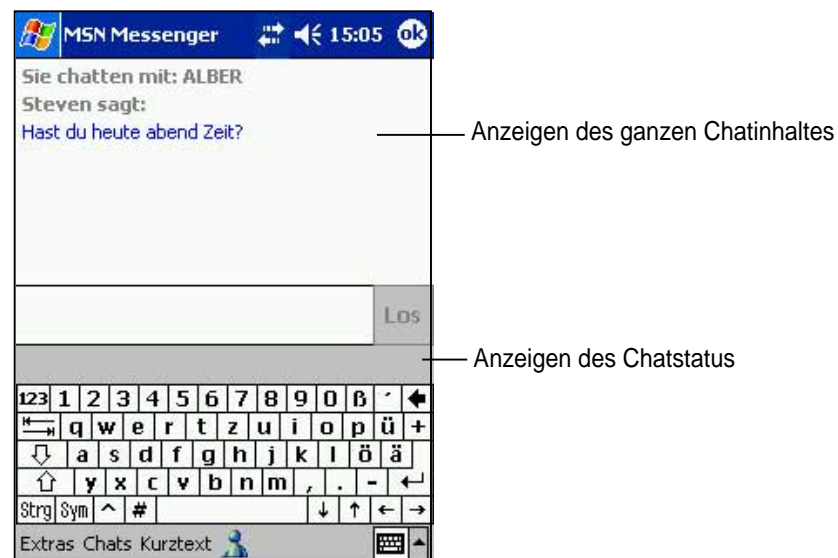 MSN Messenger 15:05 ok
Sie chatten mit: ALBER
Steven sagt:
Hast du heute abend Zeit?
Anzeigen des ganzen Chatinhaltes
Los
Anzeigen des Chatstatus
123 1 2 3 4 5 6 7 8 9 0 ß ´
q w e r t z u i o p ü +
a s d f g h j k l ö ä
y x c v b n m , . -
Strg Sym ^ # ↓ ↑ ← →
Extras Chats Kurztext